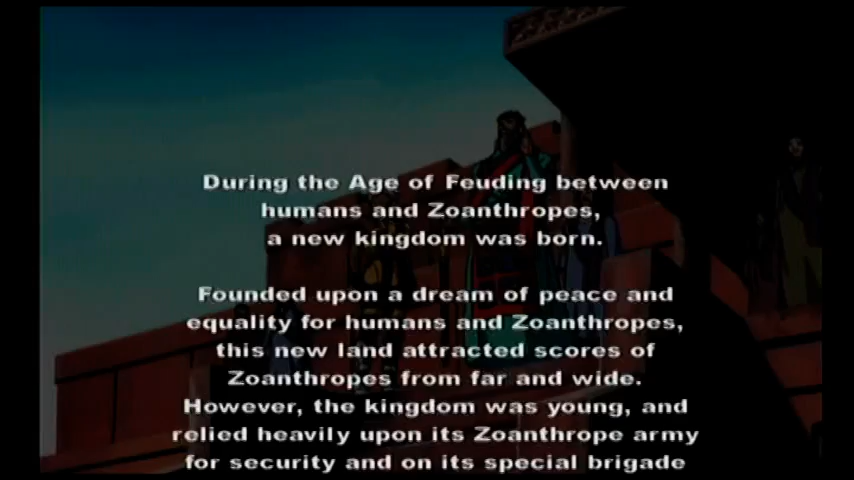 During the Age of Feuding between
humans and Zoanthropes,
a new kingdom was born.
Founded upon a dream of peace and
equality for humans and Zoanthropes,
this new land attracted scores of
Zoanthropes from far and wide.
However, the kingdom was young, and
relied heavily upon its Zoanthrope army
for security and on its special brigade